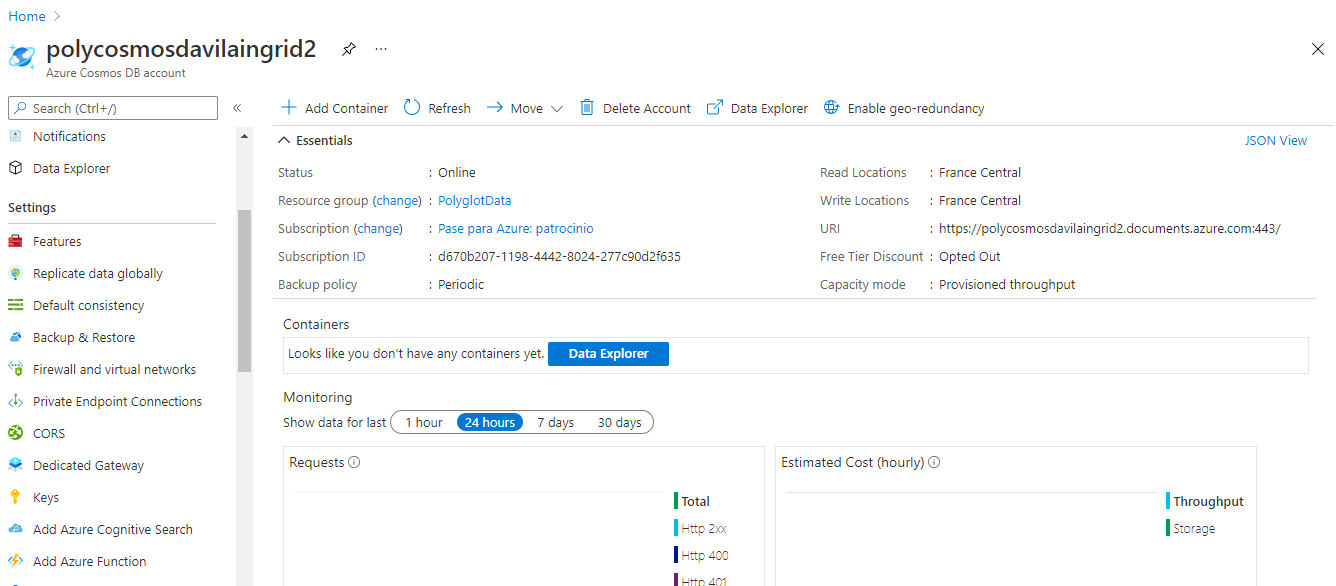 Home
polycosmosdavilaingrid2
Azure Cosmos DB account
Search (Ctrl+/)
Notifications
Data Explorer
Settings
Features
Replicate data globally
Default consistency
Backup & Restore
Firewall and virtual networks
Private Endpoint Connections
CORS
Dedicated Gateway
Keys
Add Azure Cognitive Search
Add Azure Function
Add Container Refresh Move Delete Account Data Explorer Enable geo-redundancy
Essentials JSON View
Status : Online
Resource group (change) : PolyglotData
Subscription (change) : Pase para Azure: patrocinio
Subscription ID : d670b207-1198-4442-8024-277c90d2f635
Backup policy : Periodic
Read Locations : France Central
Write Locations : France Central
URI : https://polycosmosdavilaingrid2.documents.azure.com:443/
Free Tier Discount : Opted Out
Capacity mode : Provisioned throughput
Containers
Looks like you don't have any containers yet. Data Explorer
Monitoring
Show data for last 1 hour 24 hours 7 days 30 days
Requests
Total
Http 2xx
Http 400
Http 401
Estimated Cost (hourly)
Throughput
Storage